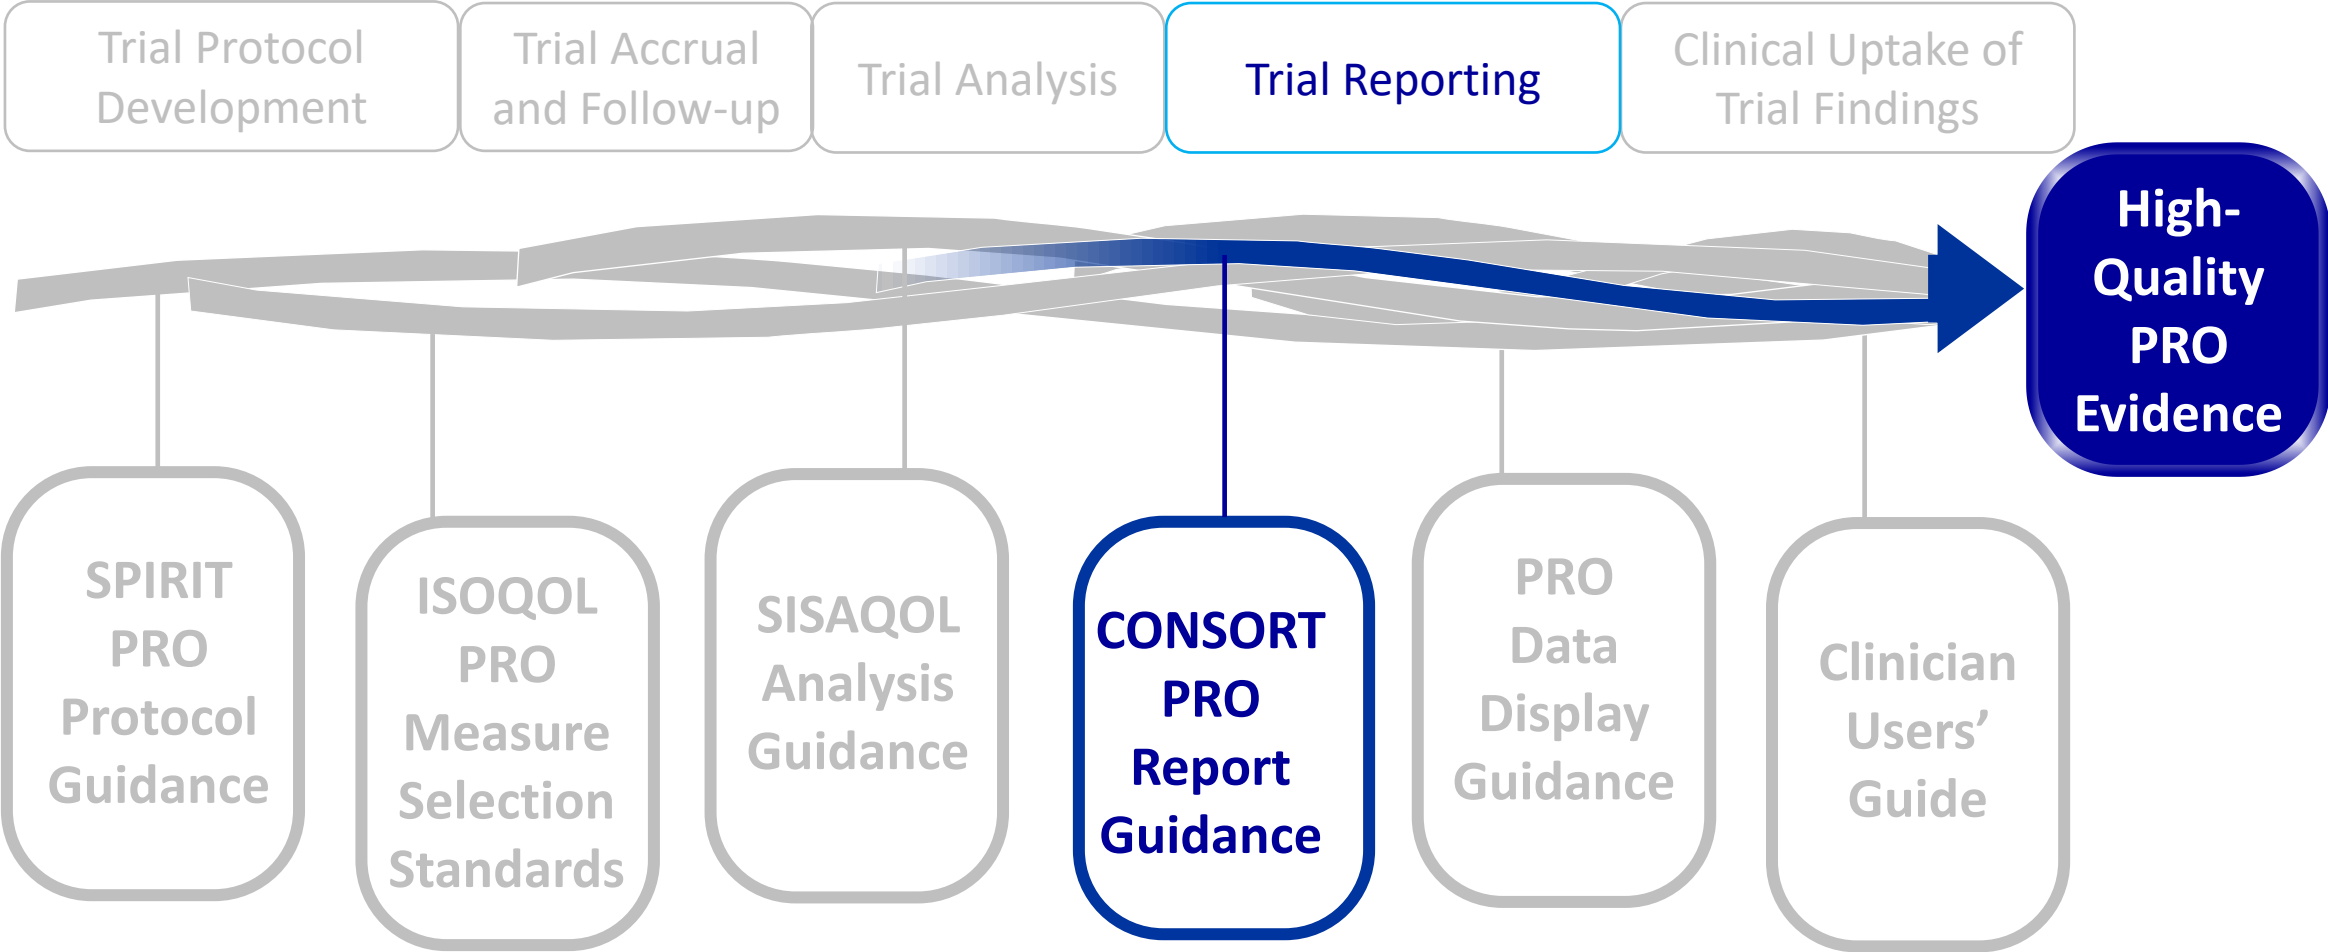 Trial Protocol
Development
Trial Accrual
and Follow-up
Trial Analysis
Trial Reporting
Clinical Uptake of
Trial Findings
High-
Quality
PRO
Evidence
SPIRIT
PRO
Protocol
Guidance
ISOQOL
PRO
Measure
Selection
Standards
SISAQOL
Analysis
Guidance
CONSORT
PRO
Report
Guidance
PRO
Data
Display
Guidance
Clinician
Users’
Guide